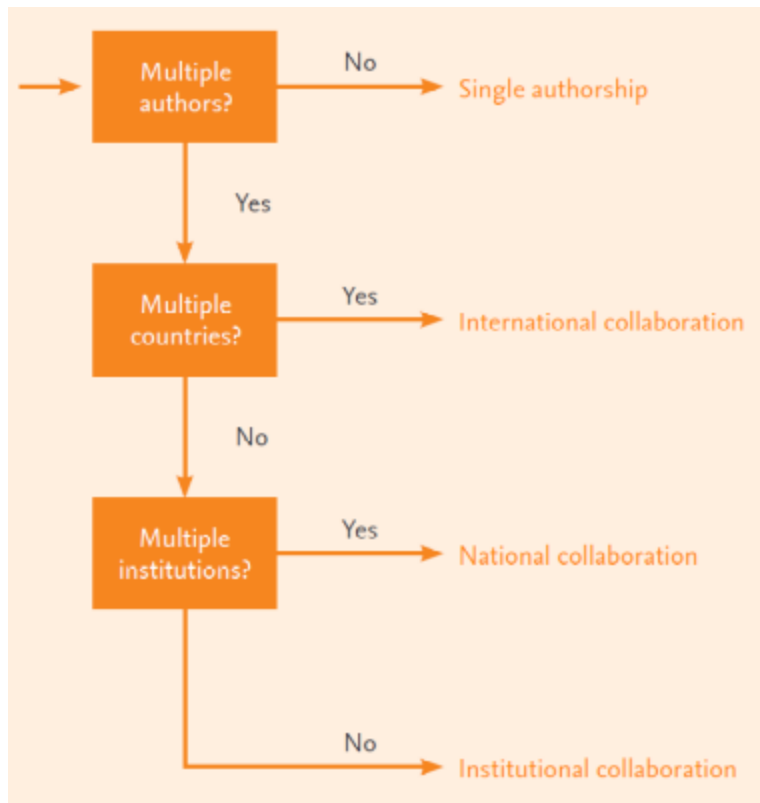 Multiple
authors?
No
Single authorship
Yes
Multiple
countries?
Yes
International collaboration
No
Multiple
institutions?
Yes
National collaboration
No
Institutional collaboration